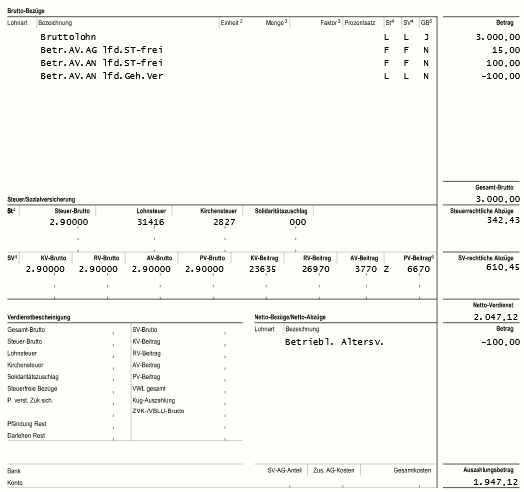 Brutto-Bezüge
Lohnart Bezeichnung Einheit 2 Menge 3 Faktor 3 Prozentsatz St4 SV4 GB5 Betrag
Bruttolohn L L J 3.000,00
Betr.AV.AG lfd.ST-frei F F N 15,00
Betr.AV.AN lfd.ST-frei F F N 100,00
Betr.AV.AN lfd.Geh.Ver L L N -100,00
Gesamt-Brutto
Steuer/Sozialversicherung 3.000,00
St4 Steuer-Brutto Lohnsteuer Kirchensteuer Solidaritätszuschlag Steuerrechtliche Abzüge
2.90000 31416 2827 000 342,43
SV4 KV-Brutto RV-Brutto AV-Brutto PV-Brutto KV-Beitrag RV-Beitrag AV-Beitrag PV-Beitrag6 SV-rechtliche Abzüge
2.90000 2.90000 2.90000 2.90000 23635 26970 3770 Z 6670 610,45
Netto-Verdienst
2.047,12
Verdienstbescheinigung Netto-Bezüge/Netto-Abzüge
Gesamt-Brutto SV-Brutto Lohnart Bezeichnung Betrag
Steuer-Brutto KV-Beitrag Betriebl. Altersv. -100,00
Lohnsteuer RV-Beitrag
Kirchensteuer AV-Beitrag
Solidaritätszuschlag PV-Beitrag
Steuerfreie Bezüge VWL gesamt
P. verst. Zuk.sich. Kug-Auszahlung
ZVK-/VBLU-Brutto
Pfändung Rest
Darlehen Rest
Bank SV-AG-Anteil Zus. AG-Kosten Gesamtkosten Auszahlungsbetrag
Konto 1.947,12